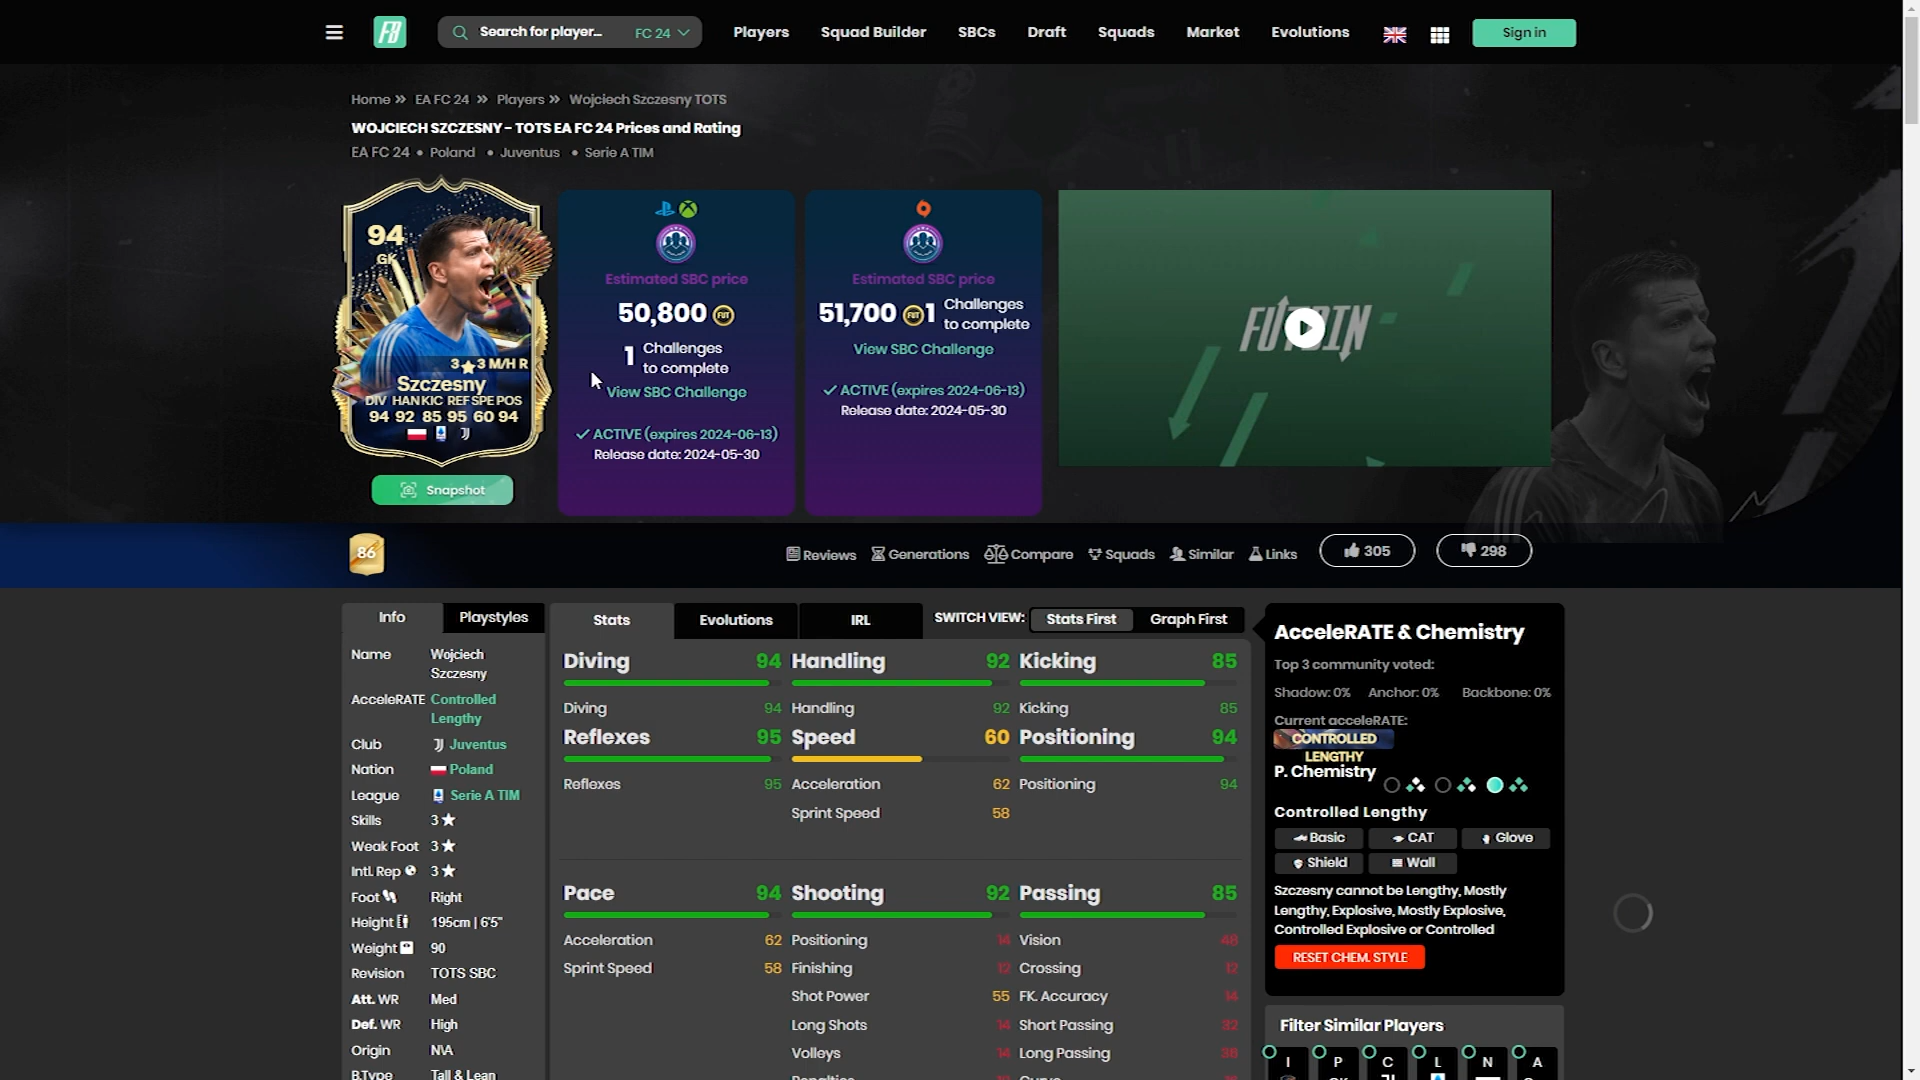 FB
Search for player...
FC 24
Players
Squad Builder
SBCs
Draft
Squads
Market
Evolutions
Sign in
Home » EA FC 24 » Players » Wojciech Szczesny TOTS
WOJCIECH SZCZESNY - TOTS EA FC 24 Prices and Rating
EA FC 24 • Poland • Juventus • Serie A TIM
94
GK
3★3 M/H R
Szczesny
DIV HAN KIC REF SPE POS
94 92 85 95 60 94
Snapshot
Estimated SBC price
50,800
FUT
1 Challenges
to complete
View SBC Challenge
✓ ACTIVE (expires 2024-06-13)
Release date: 2024-05-30
Estimated SBC price
51,700 FUT 1 Challenges
to complete
View SBC Challenge
✓ ACTIVE (expires 2024-06-13)
Release date: 2024-05-30
FUTBIN
86
Reviews
Generations
Compare
Squads
Similar
Links
305
298
Info
Playstyles
Name Wojciech
Szczesny
AcceleRATE Controlled
Lengthy
Club Juventus
Nation Poland
League Serie A TIM
Skills 3★
Weak Foot 3★
Intl. Rep 3★
Foot Right
Height 195cm | 6'5"
Weight 90
Revision TOTS SBC
Att. WR Med
Def. WR High
Origin N\A
B.Type Tall & Lean
Stats
Evolutions
IRL
SWITCH VIEW:
Stats First
Graph First
Diving 94 Handling 92 Kicking 85
Diving 94 Handling 92 Kicking 85
Reflexes 95 Speed 60 Positioning 94
Reflexes 95 Acceleration 62 Positioning 94
Sprint Speed 58
Pace 94 Shooting 92 Passing 85
Acceleration 62 Positioning 14 Vision 48
Sprint Speed 58 Finishing 12 Crossing 12
Shot Power 55 FK. Accuracy 14
Long Shots 14 Short Passing 32
Volleys 14 Long Passing 36
AcceleRATE & Chemistry
Top 3 community voted:
Shadow: 0% Anchor: 0% Backbone: 0%
Current acceleRATE:
CONTROLLED
LENGTHY
P. Chemistry
Controlled Lengthy
Basic
CAT
Glove
Shield
Wall
Szczesny cannot be Lengthy, Mostly
Lengthy, Explosive, Mostly Explosive,
Controlled Explosive or Controlled
RESET CHEM. STYLE
Filter Similar Players
I P C L N A